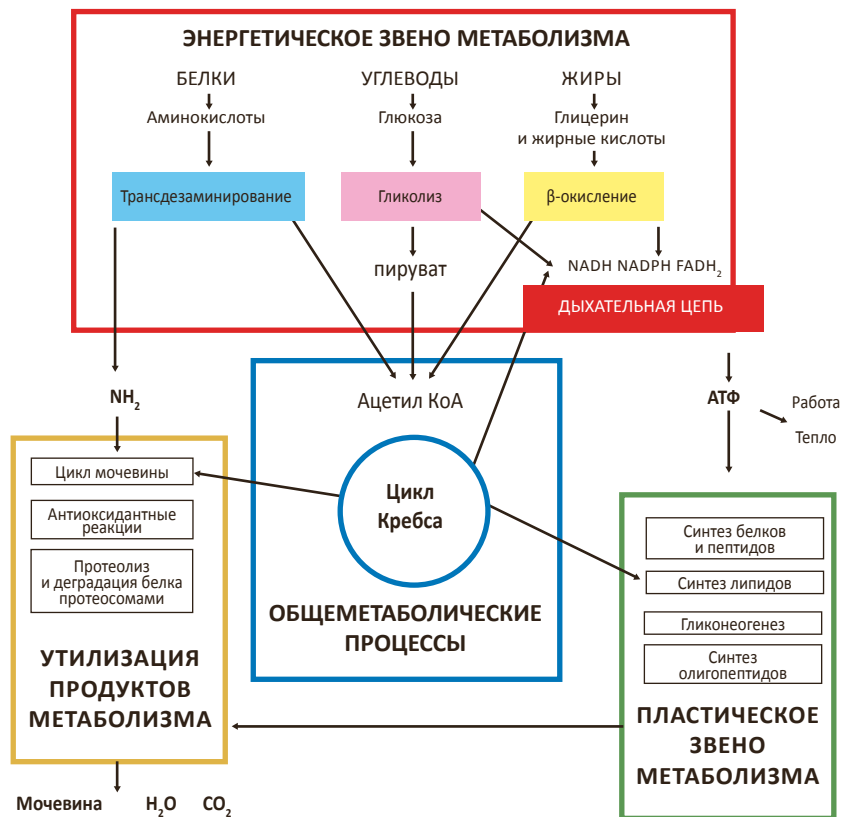 ЭНЕРГЕТИЧЕСКОЕ ЗВЕНО МЕТАБОЛИЗМА
БЕЛКИ
УГЛЕВОДЫ
ЖИРЫ
Аминокислоты
Глюкоза
Глицерин
и жирные кислоты
Трансдезаминирование
Гликолиз
β-окисление
пируват
NADH NADPH FADH₂
ДЫХАТЕЛЬНАЯ ЦЕПЬ
NH₂
Ацетил КоА
АТФ
Работа
Тепло
Цикл мочевины
Антиоксидантные
реакции
Протеолиз
и деградация белка
протеосомами
УТИЛИЗАЦИЯ
ПРОДУКТОВ
МЕТАБОЛИЗМА
Цикл
Кребса
ОБЩЕМЕТАБОЛИЧЕСКИЕ
ПРОЦЕССЫ
Синтез белков
и пептидов
Синтез липидов
Гликонеогенез
Синтез
олигопептидов
ПЛАСТИЧЕСКОЕ
ЗВЕНО
МЕТАБОЛИЗМА
Мочевина
H₂O
CO₂